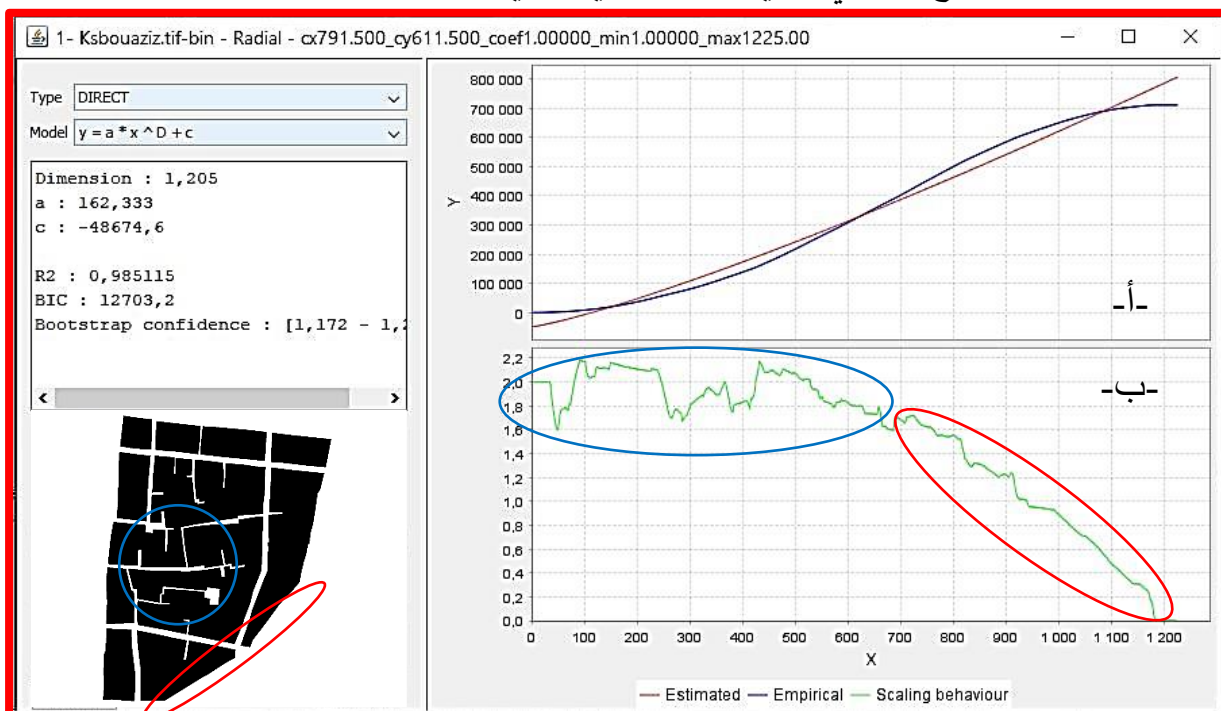 1- Ksbouaziz.tif-bin - Radial - cx791.500_cy611.500_coef1.00000_min1.00000_max1225.00
Type DIRECT
Model y = a * x ^ D + c
Dimension : 1,205
a : 162,333
c : -48674,6
R2 : 0,985115
BIC : 12703,2
Bootstrap confidence : [1,172 - 1,2
800 000
700 000
600 000
500 000
400 000
300 000
200 000
100 000
0
Y
-أ-
2,2
2,0
1,8
1,6
1,4
1,2
1,0
0,8
0,6
0,4
0,2
0,0
-ب-
0 100 200 300 400 500 600 700 800 900 1 000 1 100 1 200
X
Estimated Empirical Scaling behaviour